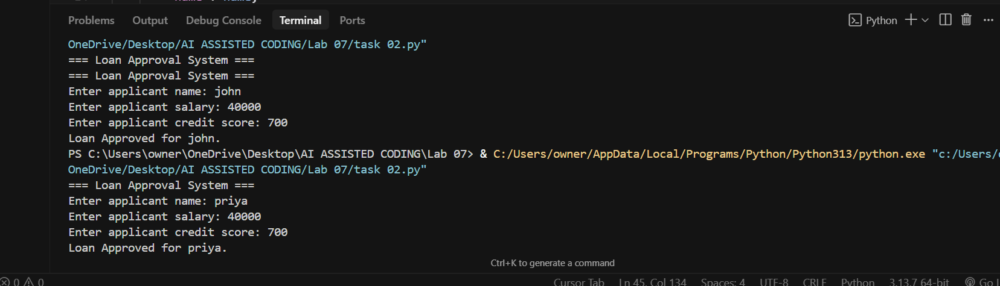 Problems Output Debug Console Terminal Ports Python
OneDrive/Desktop/AI ASSISTED CODING/Lab 07/task 02.py"
=== Loan Approval System ===
=== Loan Approval System ===
Enter applicant name: john
Enter applicant salary: 40000
Enter applicant credit score: 700
Loan Approved for john.
PS C:\Users\owner\OneDrive\Desktop\AI ASSISTED CODING\Lab 07> & C:/Users/owner/AppData/Local/Programs/Python/Python313/python.exe "c:/Users/
OneDrive/Desktop/AI ASSISTED CODING/Lab 07/task 02.py"
=== Loan Approval System ===
Enter applicant name: priya
Enter applicant salary: 40000
Enter applicant credit score: 700
Loan Approved for priya.
Ctrl+K to generate a command
0 0 Cursor Tab Ln 45, Col 134 Spaces: 4 UTF-8 CRLF Python 3.13.7 64-bit Go